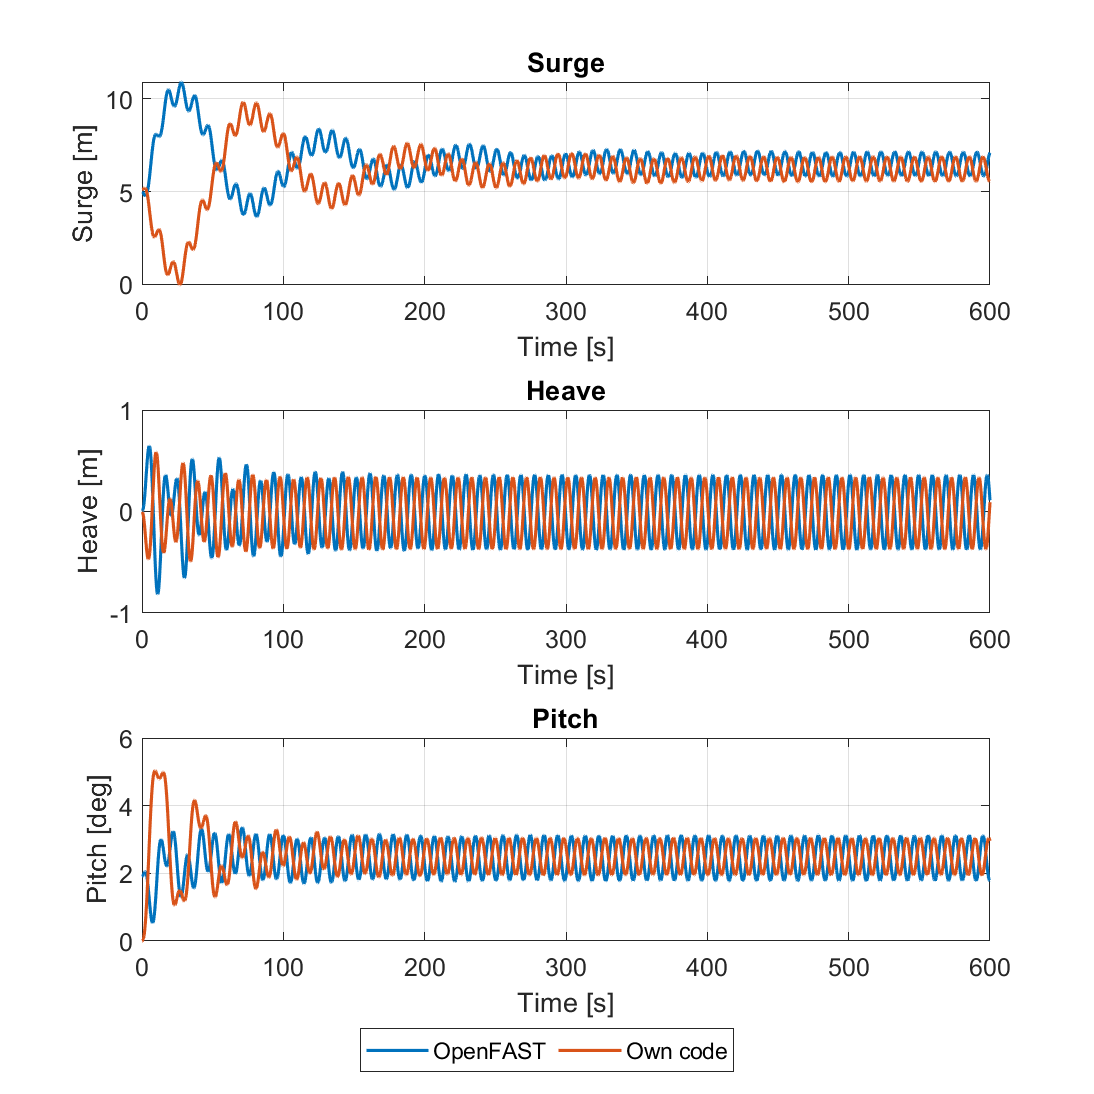 Surge
Surge [m]
10
5
0
0 100 200 300 400 500 600
Time [s]
Heave
Heave [m]
1
0
-1
0 100 200 300 400 500 600
Time [s]
Pitch
Pitch [deg]
6
4
2
0
0 100 200 300 400 500 600
Time [s]
OpenFAST Own code